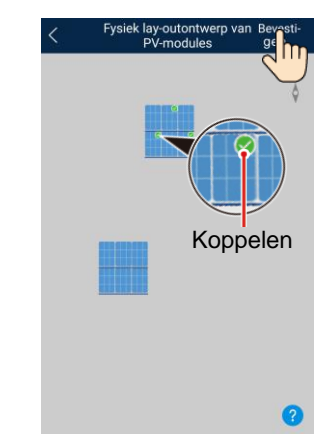 Fysiek lay-outontwerp van
PV-modules
Bevesti-
gen
Koppelen
?